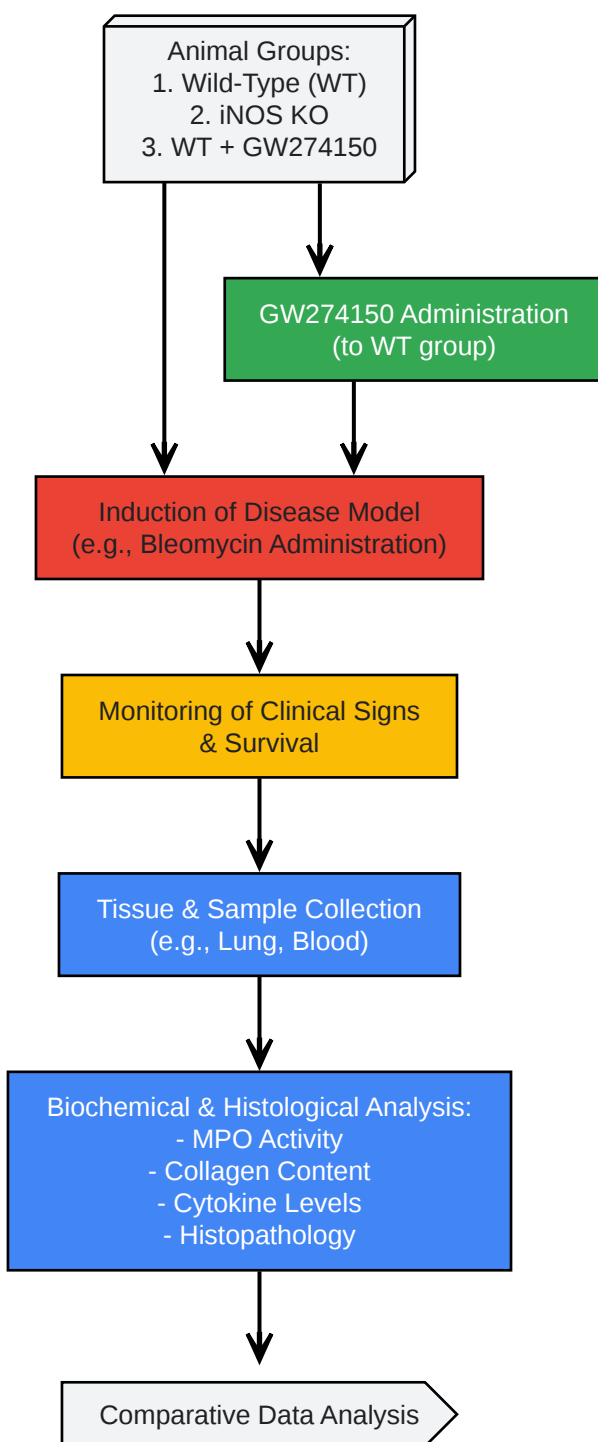 Animal Groups:
1. Wild-Type (WT)
2. iNOS KO
3. WT + GW274150
GW274150 Administration
(to WT group)
Induction of Disease Model
(e.g., Bleomycin Administration)
Monitoring of Clinical Signs
& Survival
Tissue & Sample Collection
(e.g., Lung, Blood)
Biochemical & Histological Analysis:
- MPO Activity
- Collagen Content
- Cytokine Levels
- Histopathology
Comparative Data Analysis